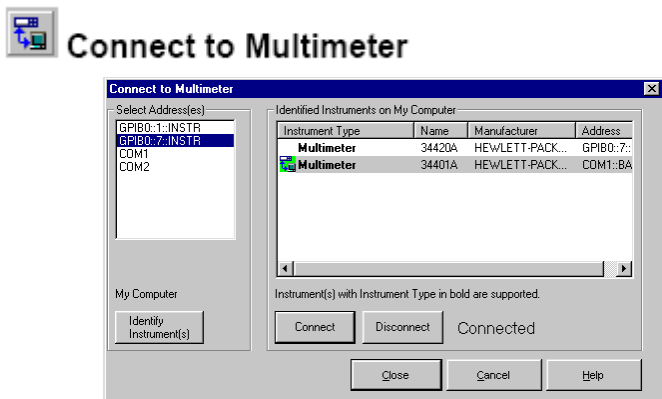 Connect to Multimeter
Connect to Multimeter
Select Address(es)
GPIB0::1::INSTR
GPIB0::7::INSTR
COM1
COM2
My Computer
Identify
Instrument(s)
Identified Instruments on My Computer
Instrument Type Name Manufacturer Address
Multimeter 34420A HEWLETT-PACK... GPIB0::7::
Multimeter 34401A HEWLETT-PACK... COM1::BA
Instrument(s) with Instrument Type in bold are supported.
Connect Disconnect Connected
Close Cancel Help